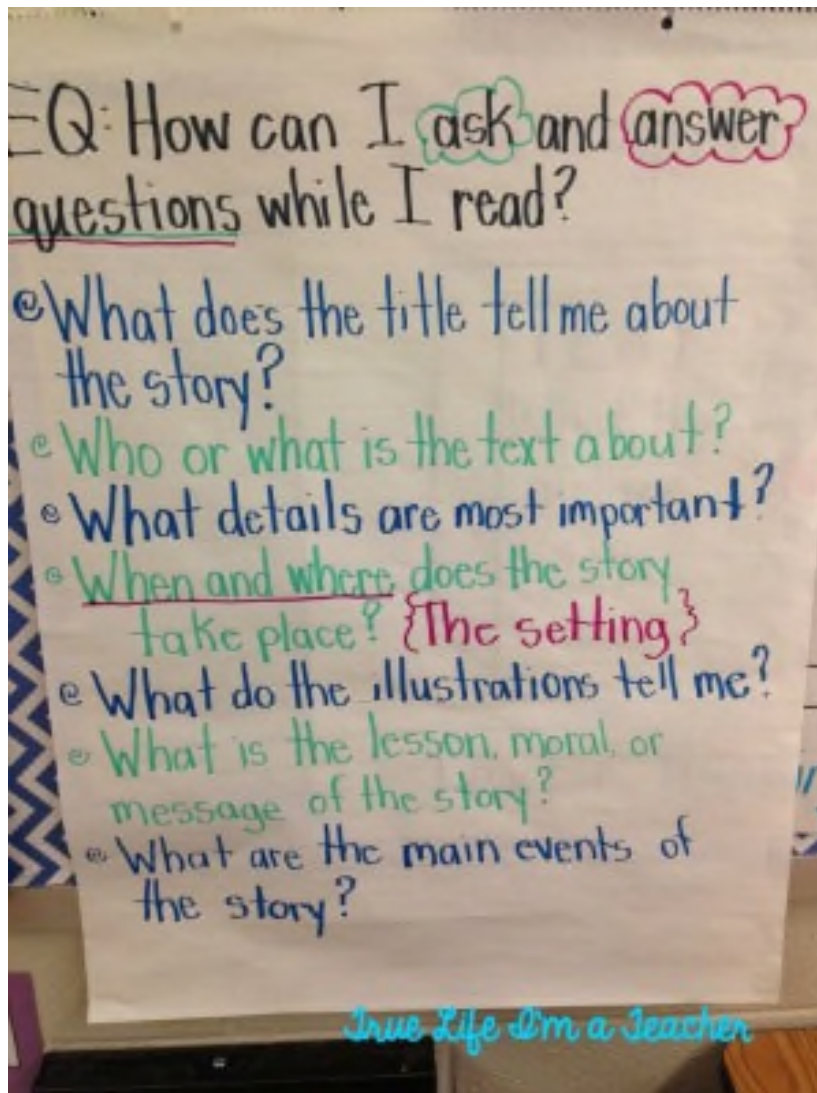 EQ: How can I ask and answer
questions while I read?
What does the title tell me about
the story?
Who or what is the text about?
What details are most important?
When and where does the story
take place? {The setting}
What do the illustrations tell me?
What is the lesson, moral, or
message of the story?
What are the main events of
the story?
True Life I'm a Teacher